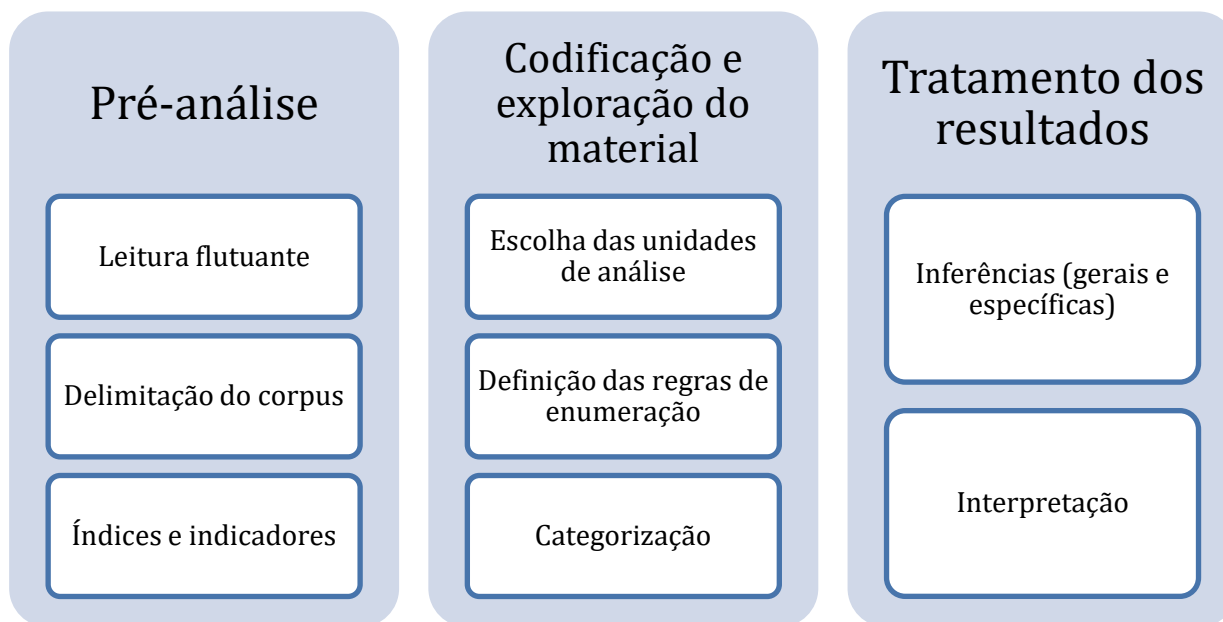 Pré-análise
Leitura flutuante
Delimitação do corpus
Índices e indicadores
Codificação e
exploração do
material
Escolha das unidades
de análise
Definição das regras de
enumeração
Categorização
Tratamento dos
resultados
Inferências (gerais e
específicas)
Interpretação